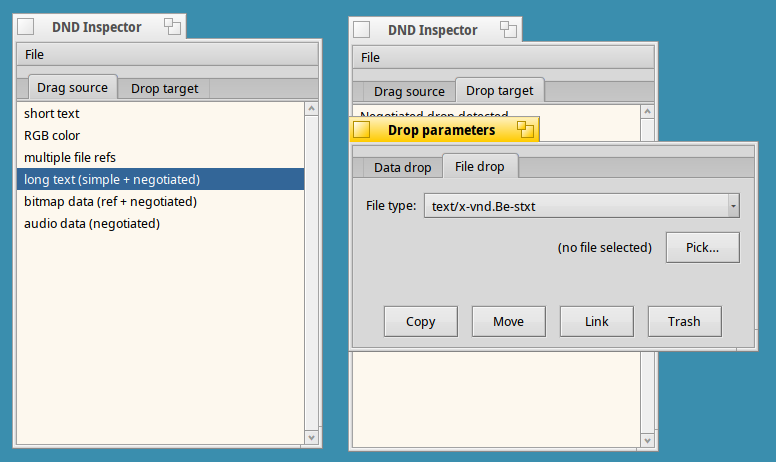 DND Inspector
File
Drag source
Drop target
short text
RGB color
multiple file refs
long text (simple + negotiated)
bitmap data (ref + negotiated)
audio data (negotiated)
DND Inspector
File
Drag source
Drop target
Negotiated drop detected
Drop parameters
Data drop
File drop
File type: text/x-vnd.Be-stxt
(no file selected) Pick...
Copy Move Link Trash